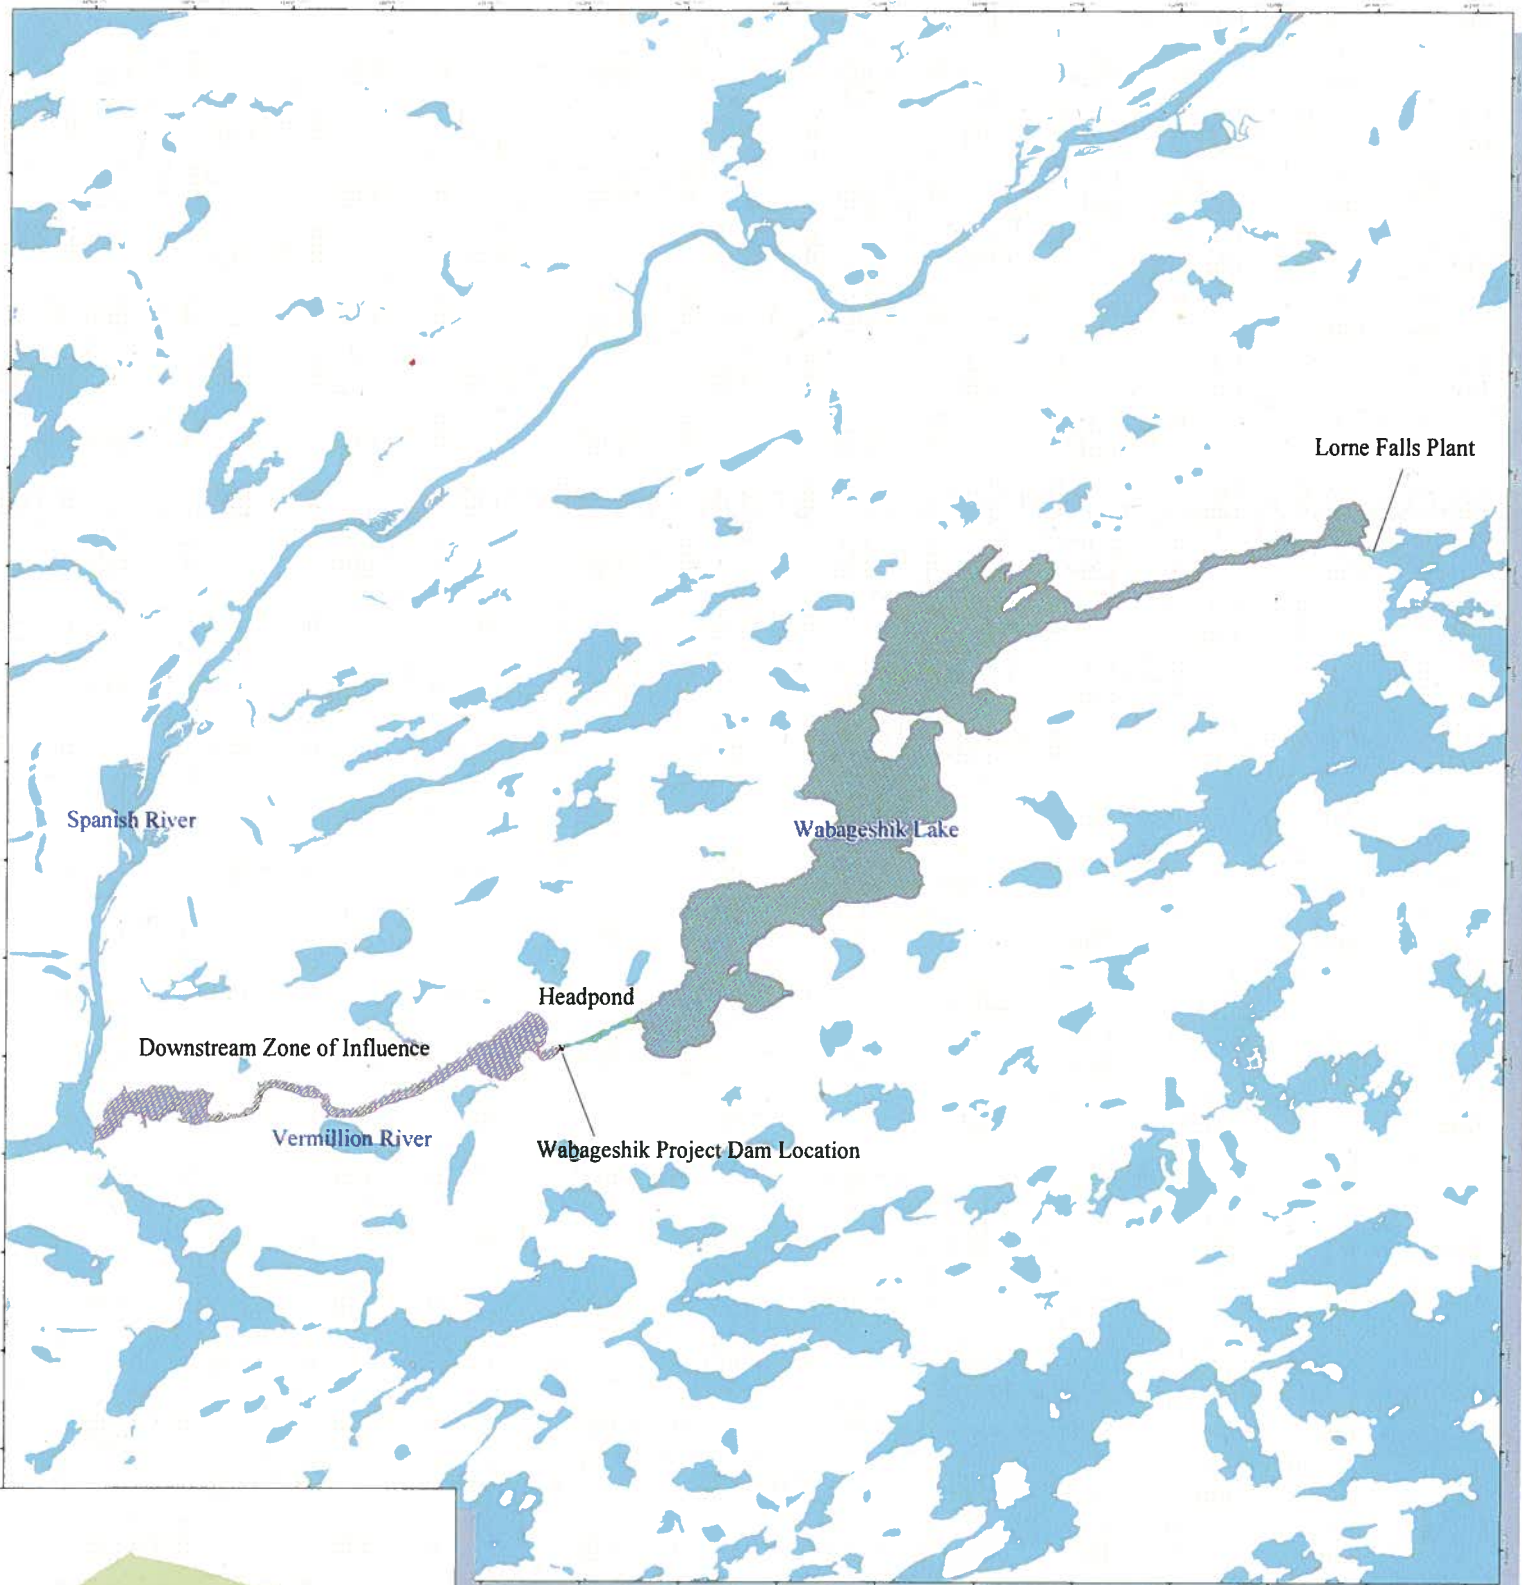 Lorne Falls Plant
Spanish River
Wabageshik Lake
Headpond
Downstream Zone of Influence
Vermillion River
Wabageshik Project Dam Location